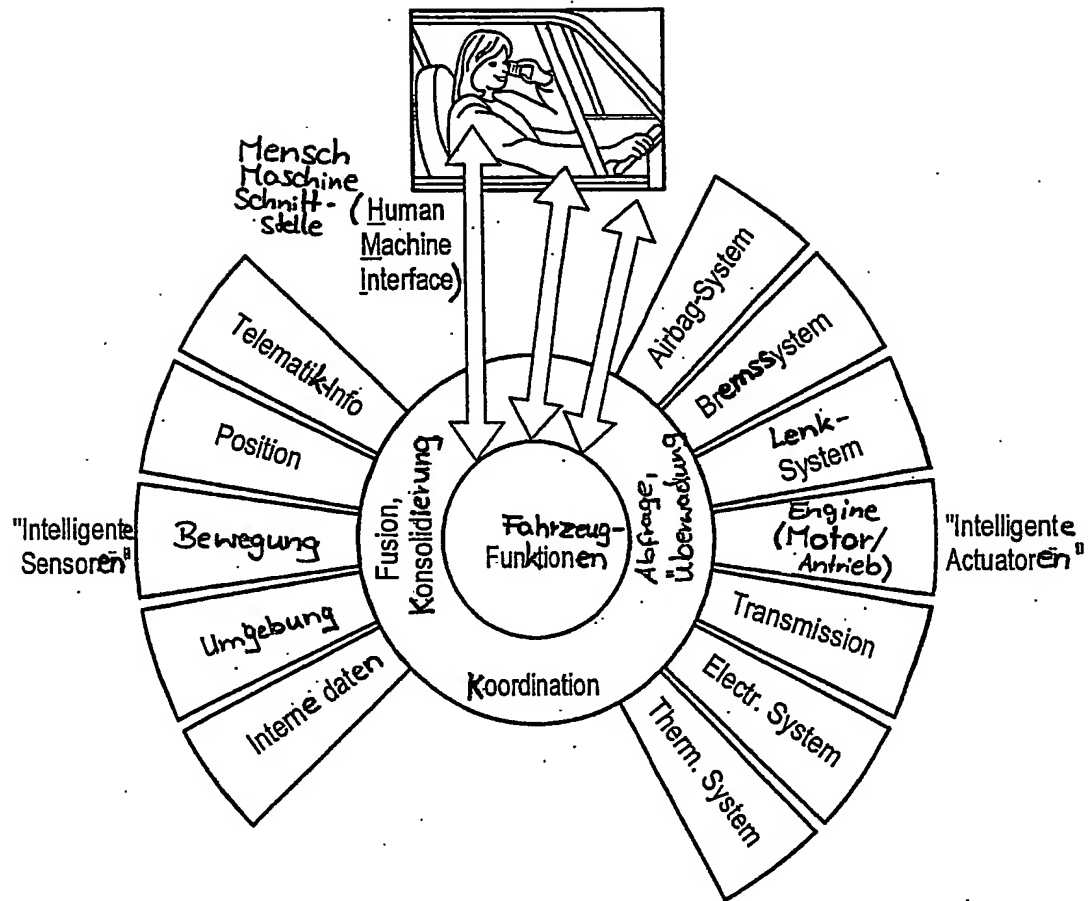 Mensch
Maschine
Schnitt-
stelle
(Human
Machine
Interface)
Telematik-Info
Position
Bewegung
Umgebung
Interne daten
"Intelligente
Sensoren"
Fusion,
Konsolidierung
Fahrzeug-
Funktionen
Abfrage,
Überwachung
Koordination
Airbag-System
Bremssystem
Lenk-
System
Engine
(Motor/
Antrieb)
Transmission
Electr. System
Therm. System
"Intelligente
Actuatoren"